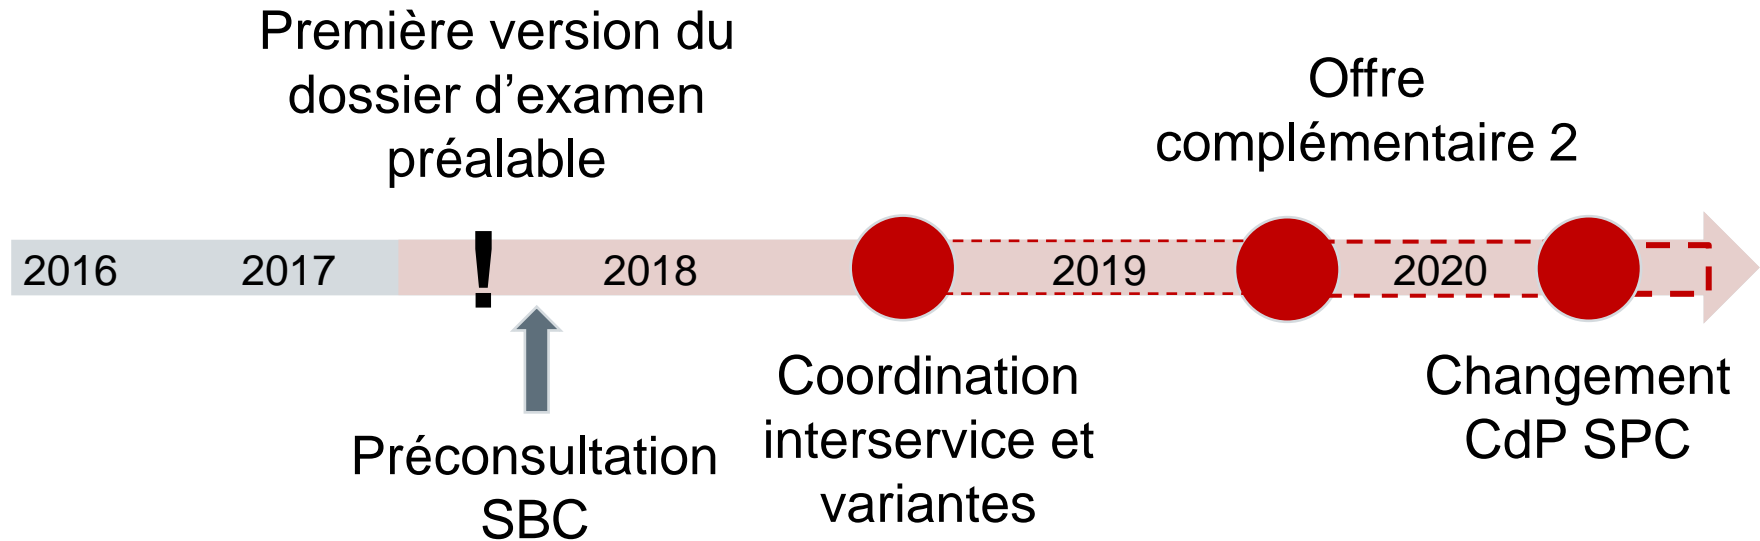 Première version du
dossier d’examen
préalable
Offre
complémentaire 2
2016 2017 ! 2018 2019 2020
Préconsultation
SBC
Coordination
interservice et
variantes
Changement
CdP SPC